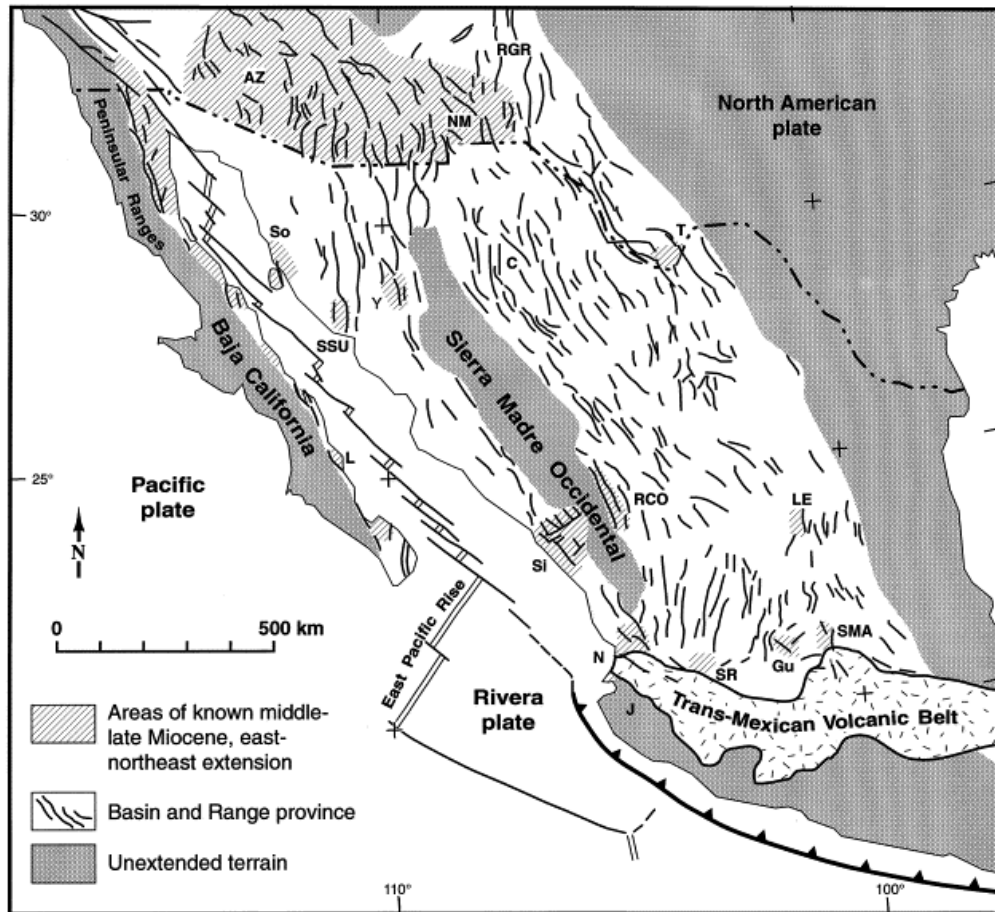 RGR
AZ
NM
North American
plate
Peninsular Ranges
30°
So
T
C
Y
SSU
Baja California
Sierra Madre Occidental
L
25°
Pacific
plate
RCO
LE
N
Si
0
500 km
East Pacific Rise
SMA
N
Gu
SR
Rivera
plate
J
Trans-Mexican Volcanic Belt
Areas of known middle-
late Miocene, east-
northeast extension
Basin and Range province
Unextended terrain
110°
100°